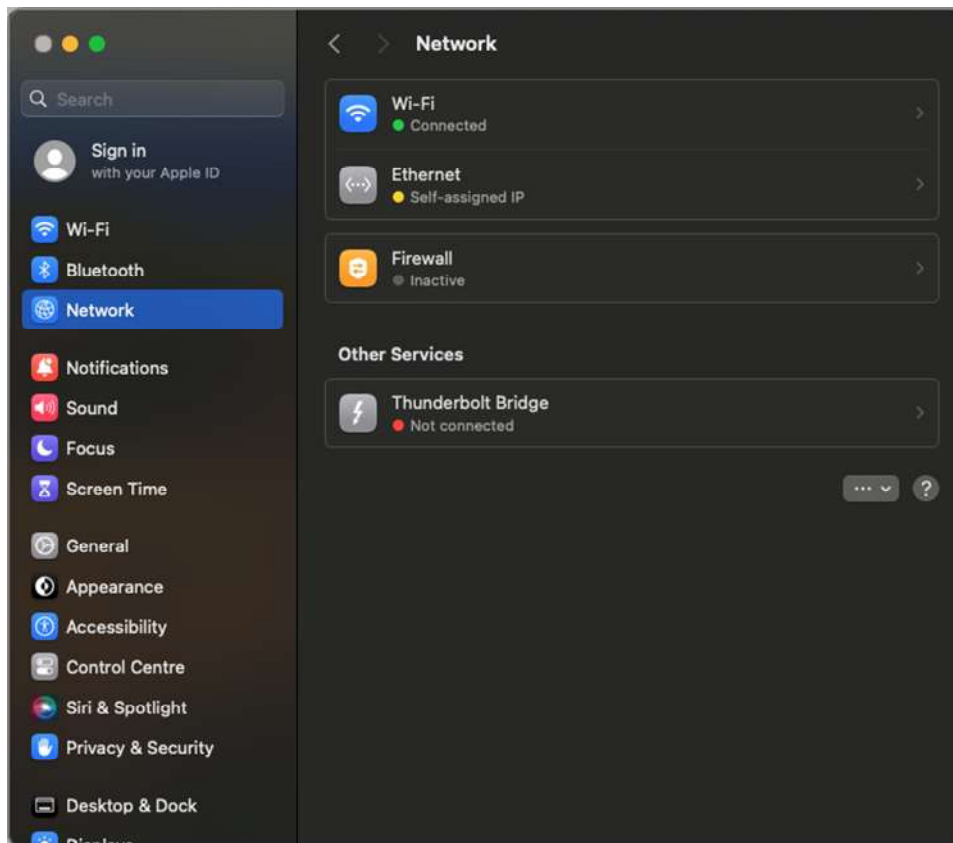 Search
Sign in
with your Apple ID
Wi-Fi
Bluetooth
Network
Notifications
Sound
Focus
Screen Time
General
Appearance
Accessibility
Control Centre
Siri & Spotlight
Privacy & Security
Desktop & Dock
Displays
Network
Wi-Fi
Connected
Ethernet
Self-assigned IP
Firewall
Inactive
Other Services
Thunderbolt Bridge
Not connected
?